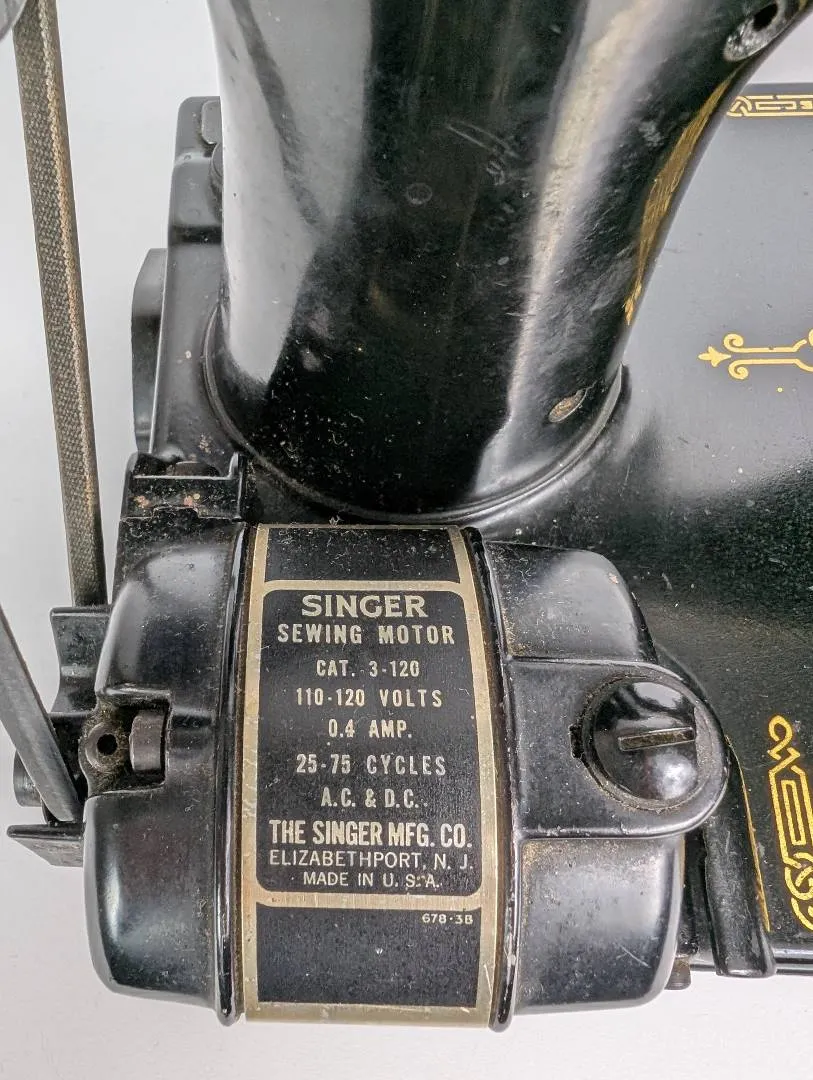 SINGER
SEWING MOTOR
CAT. 3-120
110-120 VOLTS
0.4 AMP.
25-75 CYCLES
A.C. & D.C.
THE SINGER MFG. CO.
ELIZABETHPORT, N. J.
MADE IN U. S. A.
678-3B